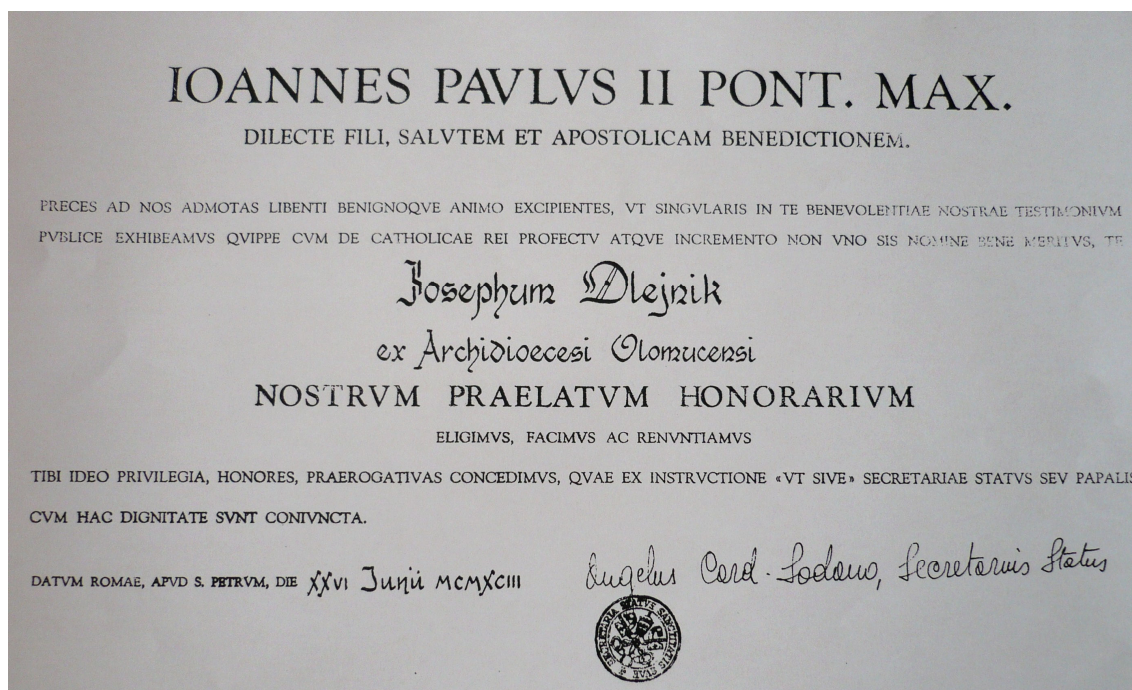 IOANNES PAVLVS II PONT. MAX.
DILECTE FILI, SALVTEM ET APOSTOLICAM BENEDICTIONEM.
PRECES AD NOS ADMOTAS LIBENTI BENIGNOQVE ANIMO EXCIPIENTES, VT SINGVLARIS IN TE BENEVOLENTIAE NOSTRAE TESTIMONIVM
PVBLICE EXHIBEAMVS QVIPPE CVM DE CATHOLICAE REI PROFECTV ATQVE INCREMENTO NON VNO SIS NOMINE BENE MERITVS, TE
Josephum Olejnik
ex Archidioecesi Olomucensi
NOSTRVM PRAELATVM HONORARIVM
ELIGIMVS, FACIMVS AC RENVNTIAMVS
TIBI IDEO PRIVILEGIA, HONORES, PRAEROGATIVAS CONCEDIMVS, QVAE EX INSTRVCTIONE «VT SIVE» SECRETARIAE STATVS SEV PAPALIS
CVM HAC DIGNITATE SVNT CONIVNCTA.
DATVM ROMAE, APVD S. PETRVM, DIE XXVI Junii MCMXCIII
Angelus Card. Sodano, Secretarius Status
SECRETARIA STATVS SANCTITATIS SVAE